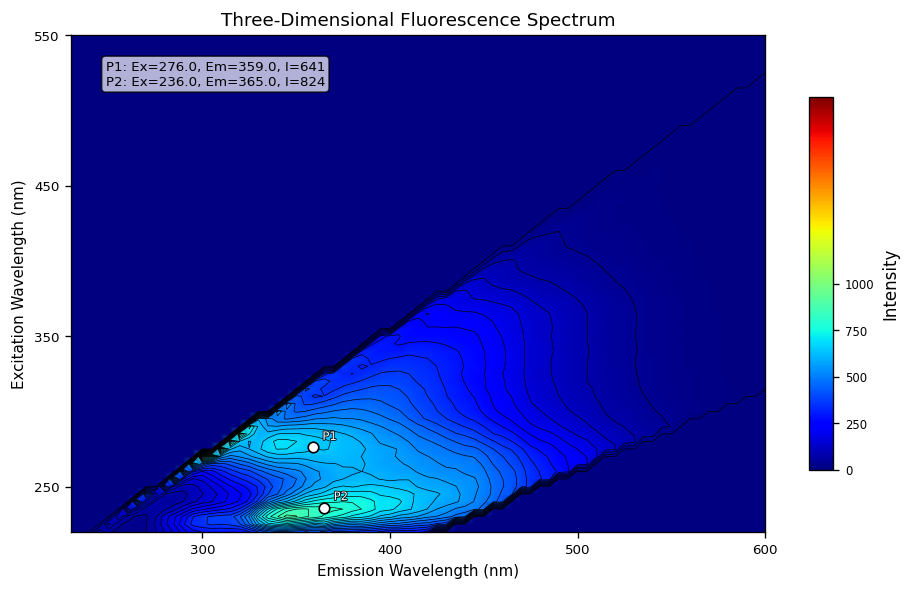 Three-Dimensional Fluorescence Spectrum
550
450
350
250
Excitation Wavelength (nm)
P1: Ex=276.0, Em=359.0, I=641
P2: Ex=236.0, Em=365.0, I=824
P1
P2
300
400
500
600
Emission Wavelength (nm)
1000
750
500
250
0
Intensity